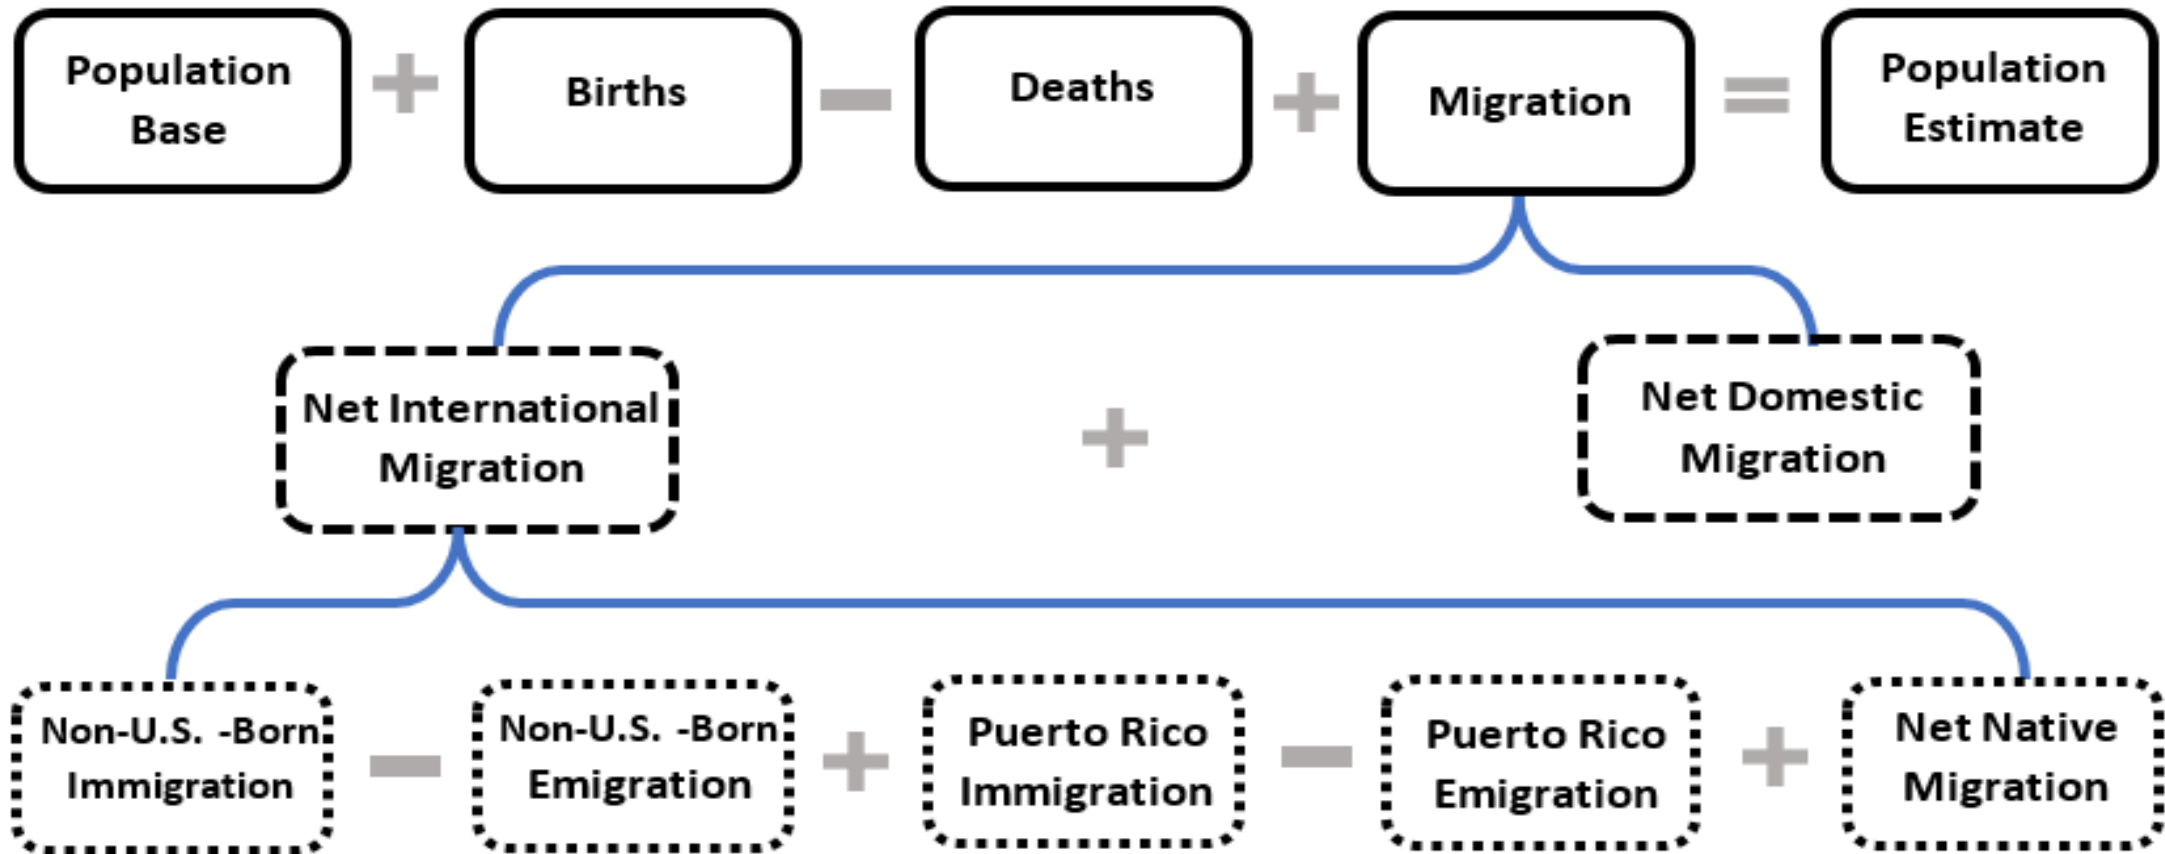 Population
Base
+
Births
−
Deaths
+
Migration
=
Population
Estimate
Net International
Migration
+
Net Domestic
Migration
Non-U.S. -Born
Immigration
−
Non-U.S. -Born
Emigration
+
Puerto Rico
Immigration
−
Puerto Rico
Emigration
+
Net Native
Migration